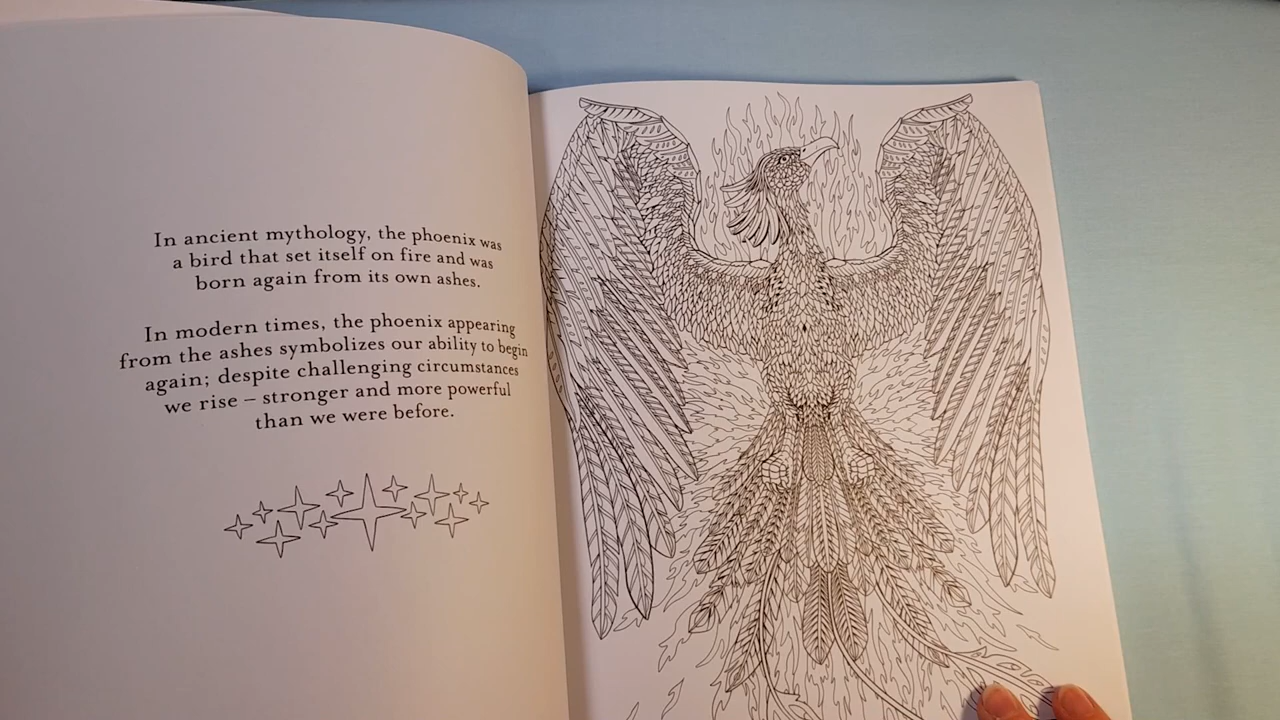 In ancient mythology, the phoenix was
a bird that set itself on fire and was
born again from its own ashes.
In modern times, the phoenix appearing
from the ashes symbolizes our ability to begin
again; despite challenging circumstances
we rise – stronger and more powerful
than we were before.